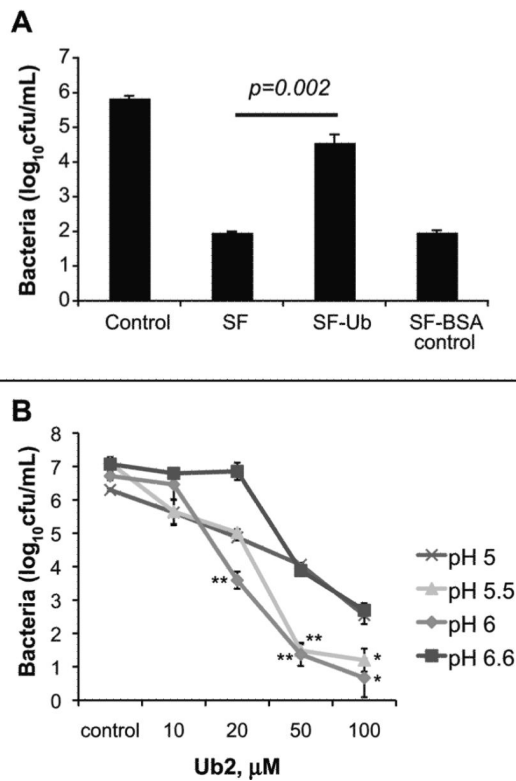 A
Bacteria (log10cfu/mL)
7
6
5
4
3
2
1
0
p=0.002
Control SF SF-Ub SF-BSA
control
B
Bacteria (log10cfu/mL)
8
7
6
5
4
3
2
1
0
**
**
**
*
*
pH 5
pH 5.5
pH 6
pH 6.6
control 10 20 50 100
Ub2, μM